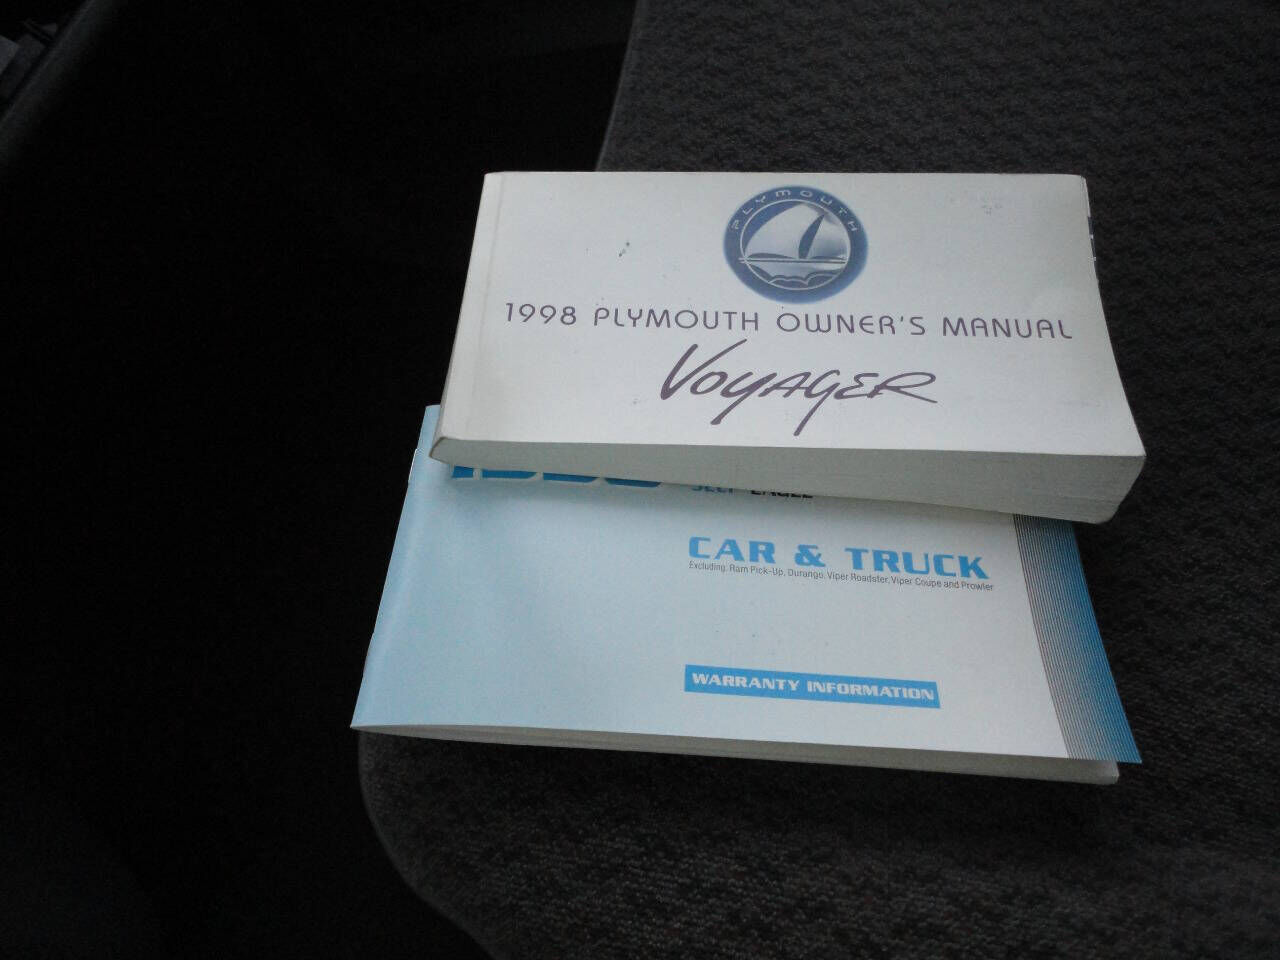 PLYMOUTH
1998 PLYMOUTH OWNER'S MANUAL
VOYAGER
EAGLE
CAR & TRUCK
Excluding: Ram Pick-Up, Durango, Viper Roadster, Viper Coupe and Prowler
WARRANTY INFORMATION